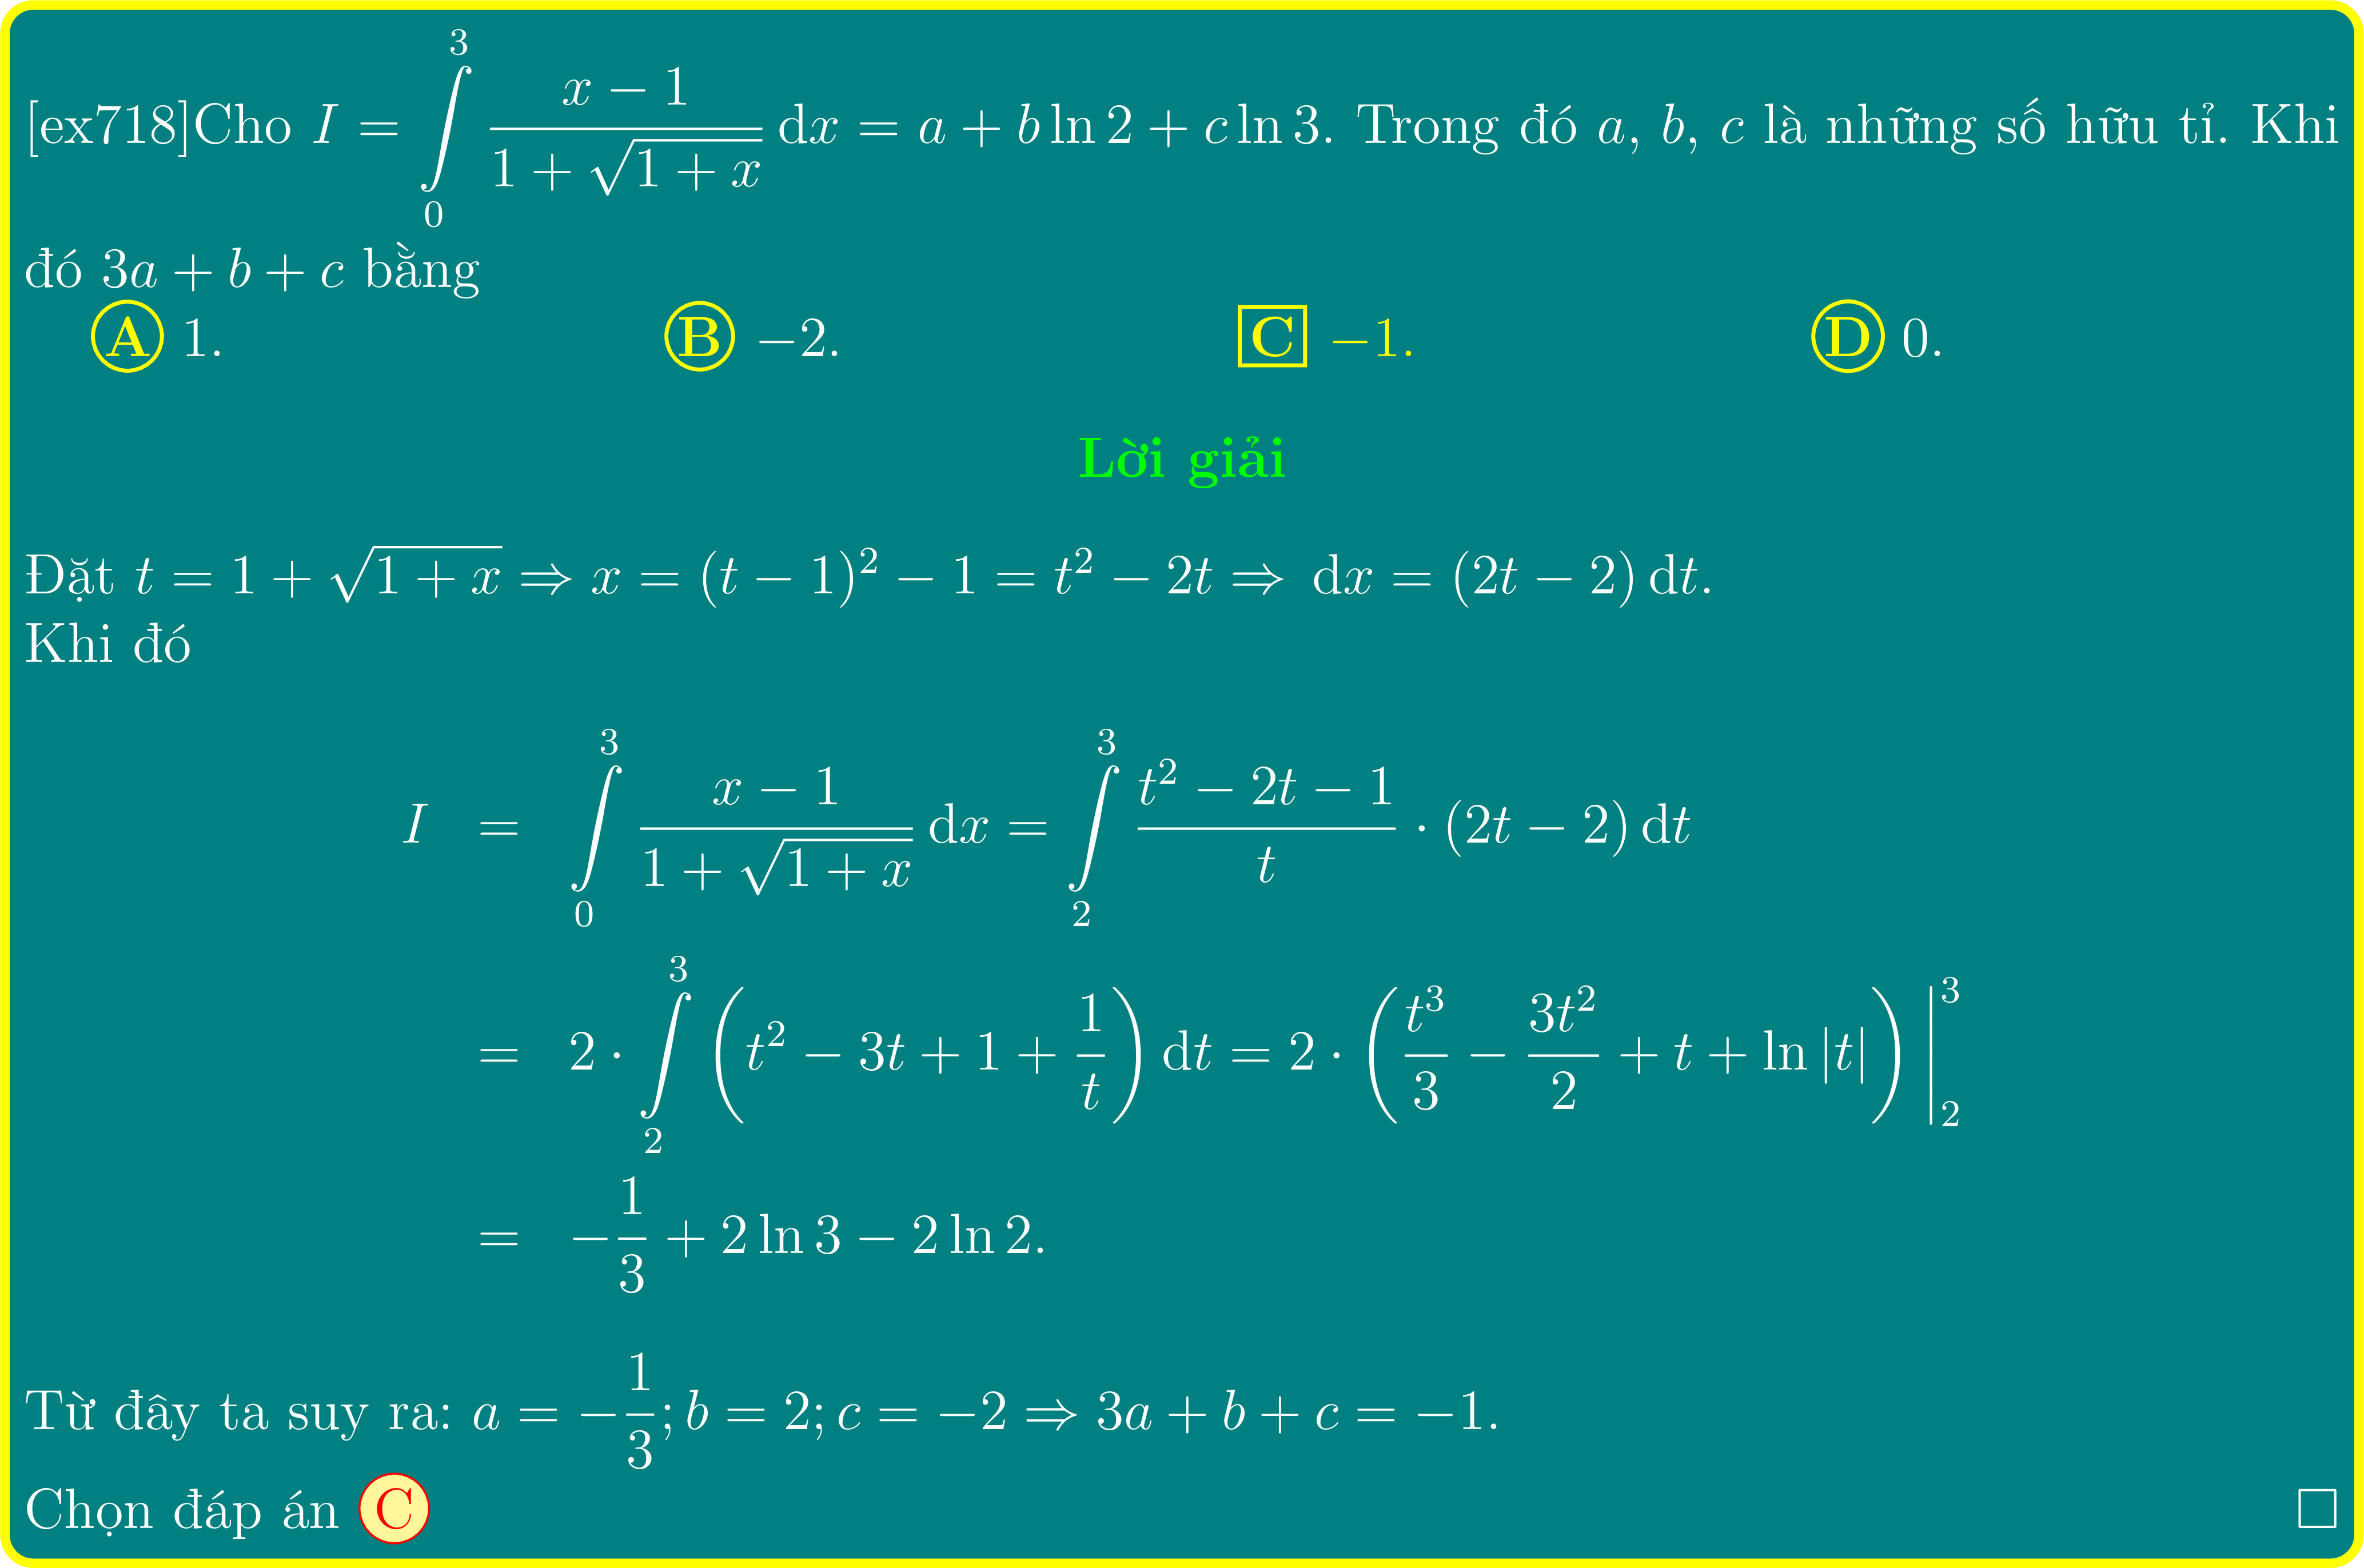 [ex718]Cho $I = \int\limits_0^3 \frac{x-1}{1+\sqrt{1+x}}\,\mathrm{d}x = a + b\ln 2 + c\ln 3$. Trong đó $a$, $b$, $c$ là những số hữu tỉ. Khi
đó $3a + b + c$ bằng
A 1. B −2. C −1. D 0.
Lời giải
Đặt $t = 1 + \sqrt{1+x} \Rightarrow x = (t-1)^2 - 1 = t^2 - 2t \Rightarrow \mathrm{d}x = (2t-2)\,\mathrm{d}t$.
Khi đó
$I = \int\limits_0^3 \frac{x-1}{1+\sqrt{1+x}}\,\mathrm{d}x = \int\limits_2^3 \frac{t^2-2t-1}{t} \cdot (2t-2)\,\mathrm{d}t$
$= 2 \cdot \int\limits_2^3 \left(t^2 - 3t + 1 + \frac{1}{t}\right)\mathrm{d}t = 2 \cdot \left(\frac{t^3}{3} - \frac{3t^2}{2} + t + \ln|t|\right)\Big|_2^3$
$= -\frac{1}{3} + 2\ln 3 - 2\ln 2.$
Từ đây ta suy ra: $a = -\frac{1}{3}; b = 2; c = -2 \Rightarrow 3a + b + c = -1$.
Chọn đáp án C □